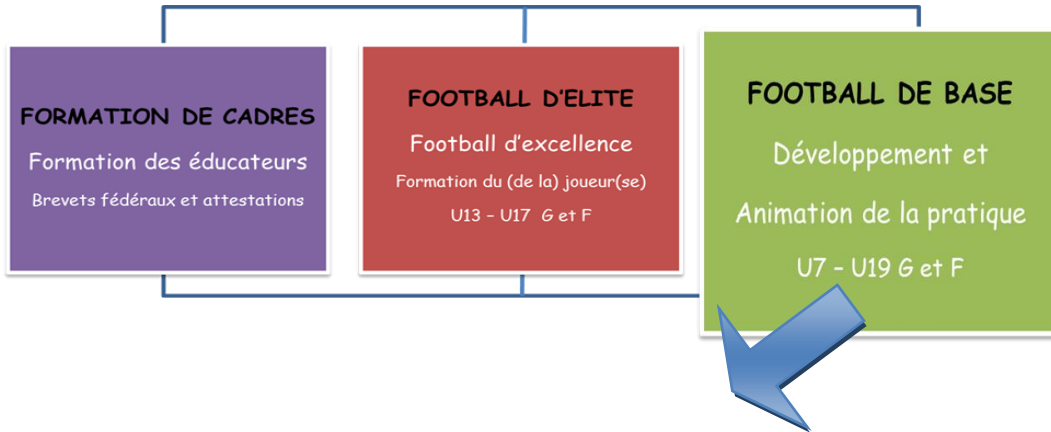 FORMATION DE CADRES
Formation des éducateurs
Brevets fédéraux et attestations
FOOTBALL D'ELITE
Football d'excellence
Formation du (de la) joueur(se)
U13 – U17 G et F
FOOTBALL DE BASE
Développement et
Animation de la pratique
U7 – U19 G et F